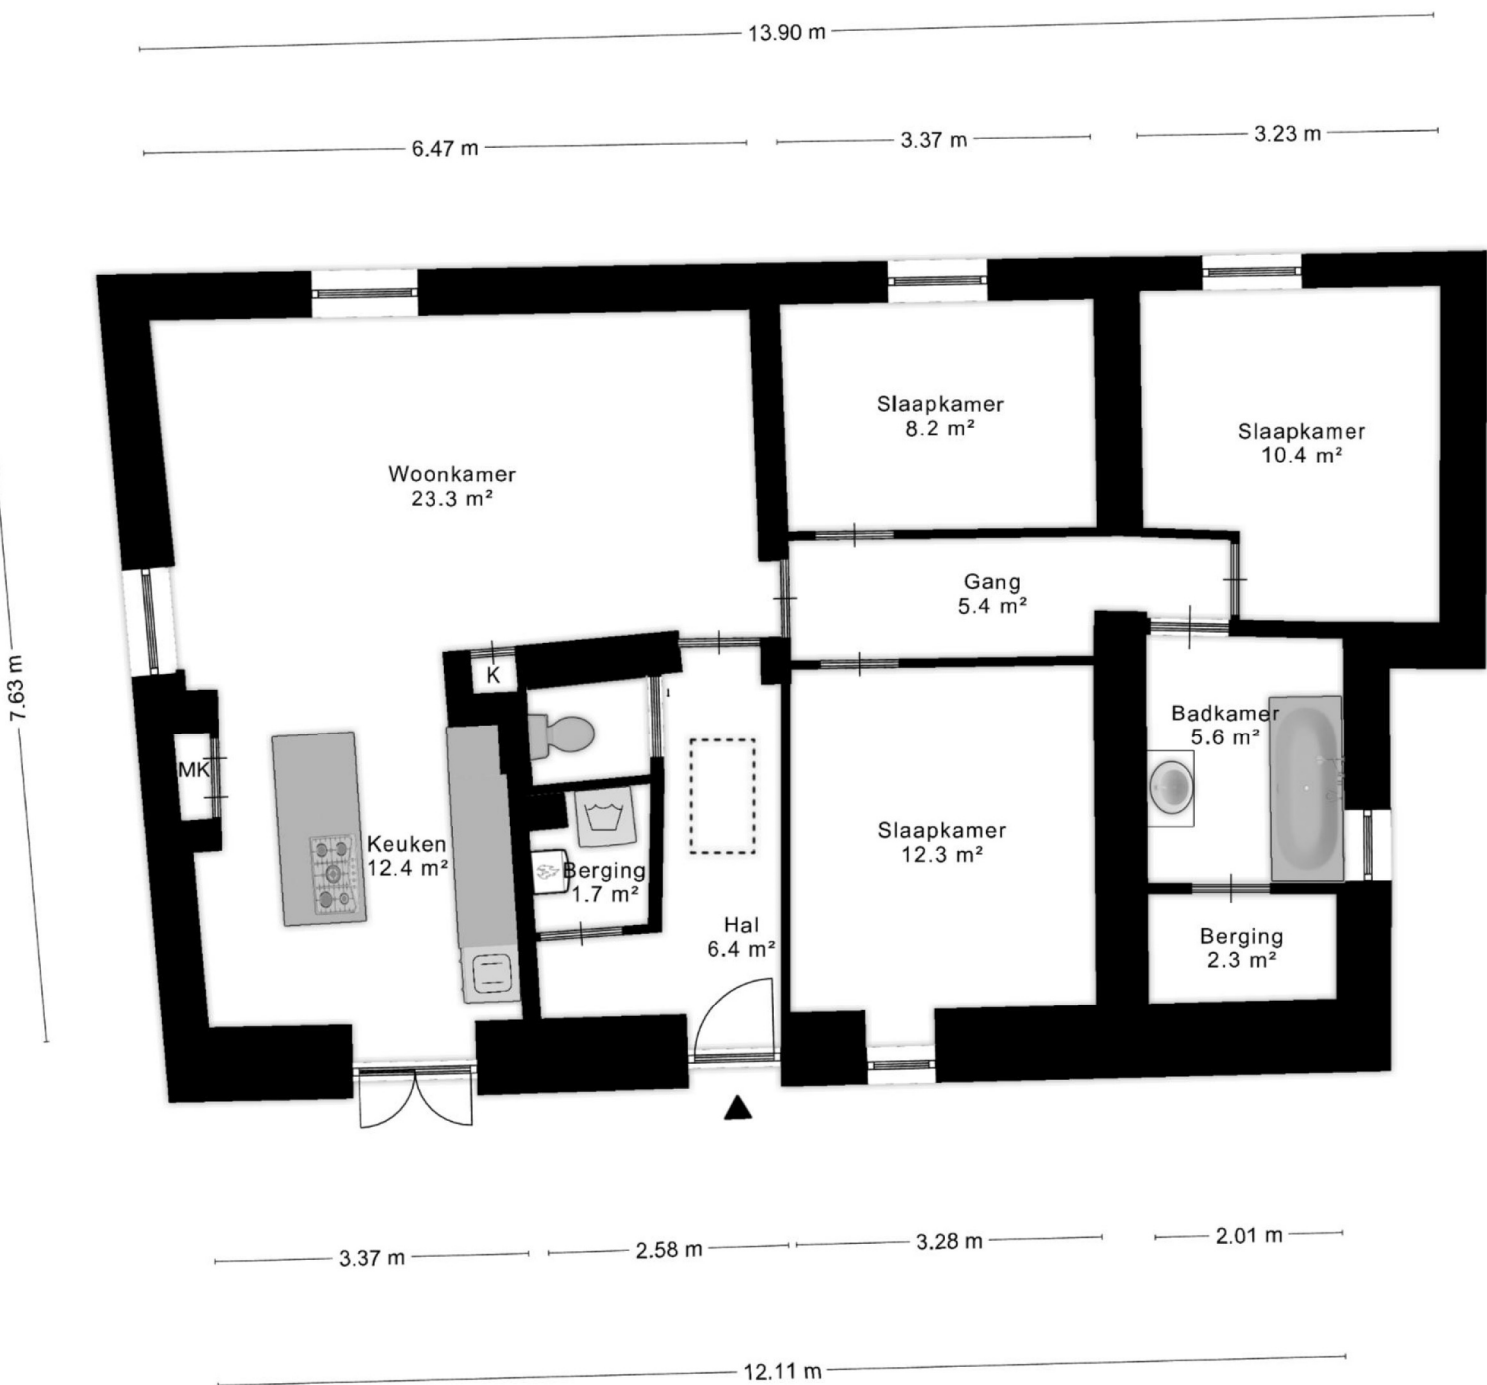 13.90 m
6.47 m
3.37 m
3.23 m
Slaapkamer
8.2 m²
Slaapkamer
10.4 m²
Woonkamer
23.3 m²
Gang
5.4 m²
7.63 m
K
1
MK
Badkamer
5.6 m²
Keuken
12.4 m²
Slaapkamer
12.3 m²
Berging
1.7 m²
Hal
6.4 m²
Berging
2.3 m²
3.37 m
2.58 m
3.28 m
2.01 m
12.11 m